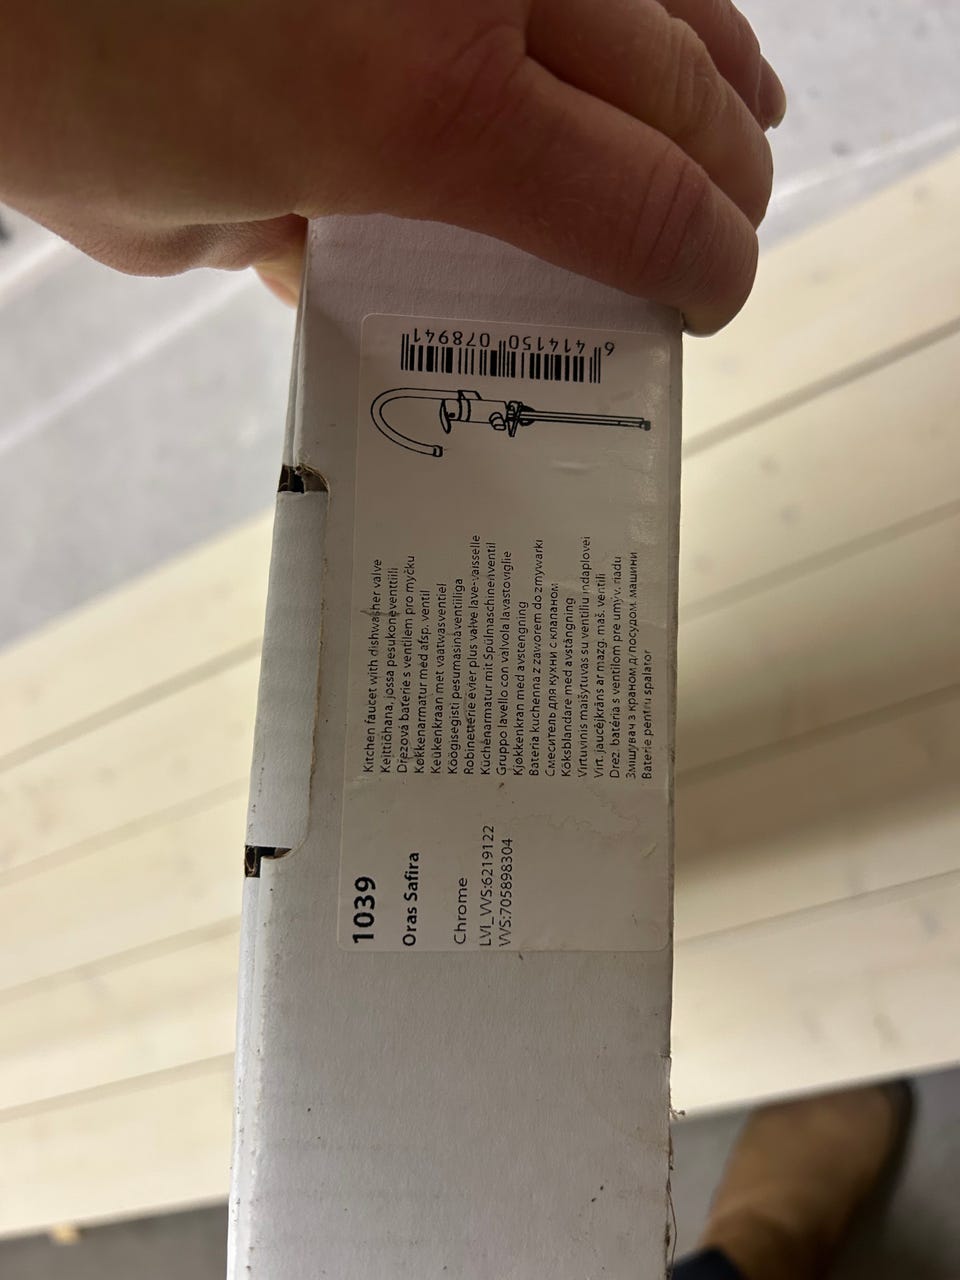 1039
Oras Safira
Chrome
LVI_VVS:6219122
VVS:705898304
Kitchen faucet with dishwasher valve
Keittiöhana, jossa pesukoneventtiili
Dřezová baterie s ventilem pro myčku
Køkkenarmatur med afsp. ventil
Keukenkraan met vaatwasventiel
Köögisegisti pesumasinaventiiliga
Robinetterie évier plus valve lave-vaisselle
Küchenarmatur mit Spülmaschinenventil
Gruppo lavello con valvola lavastoviglie
Kjøkkenkran med avstengning
Bateria kuchenna z zaworem do zmywarki
Смеситель для кухни с клапаном
Köksblandare med avstängning
Virtuvinis maišytuvas su ventiliu indaplovei
Virt. jaucējkrāns ar mazg. maš. ventili
Drez. batéria s ventilom pre umýv. riadu
Змішувач з краном д/ посудом. машини
Baterie pentru spalator
6 414150 078941